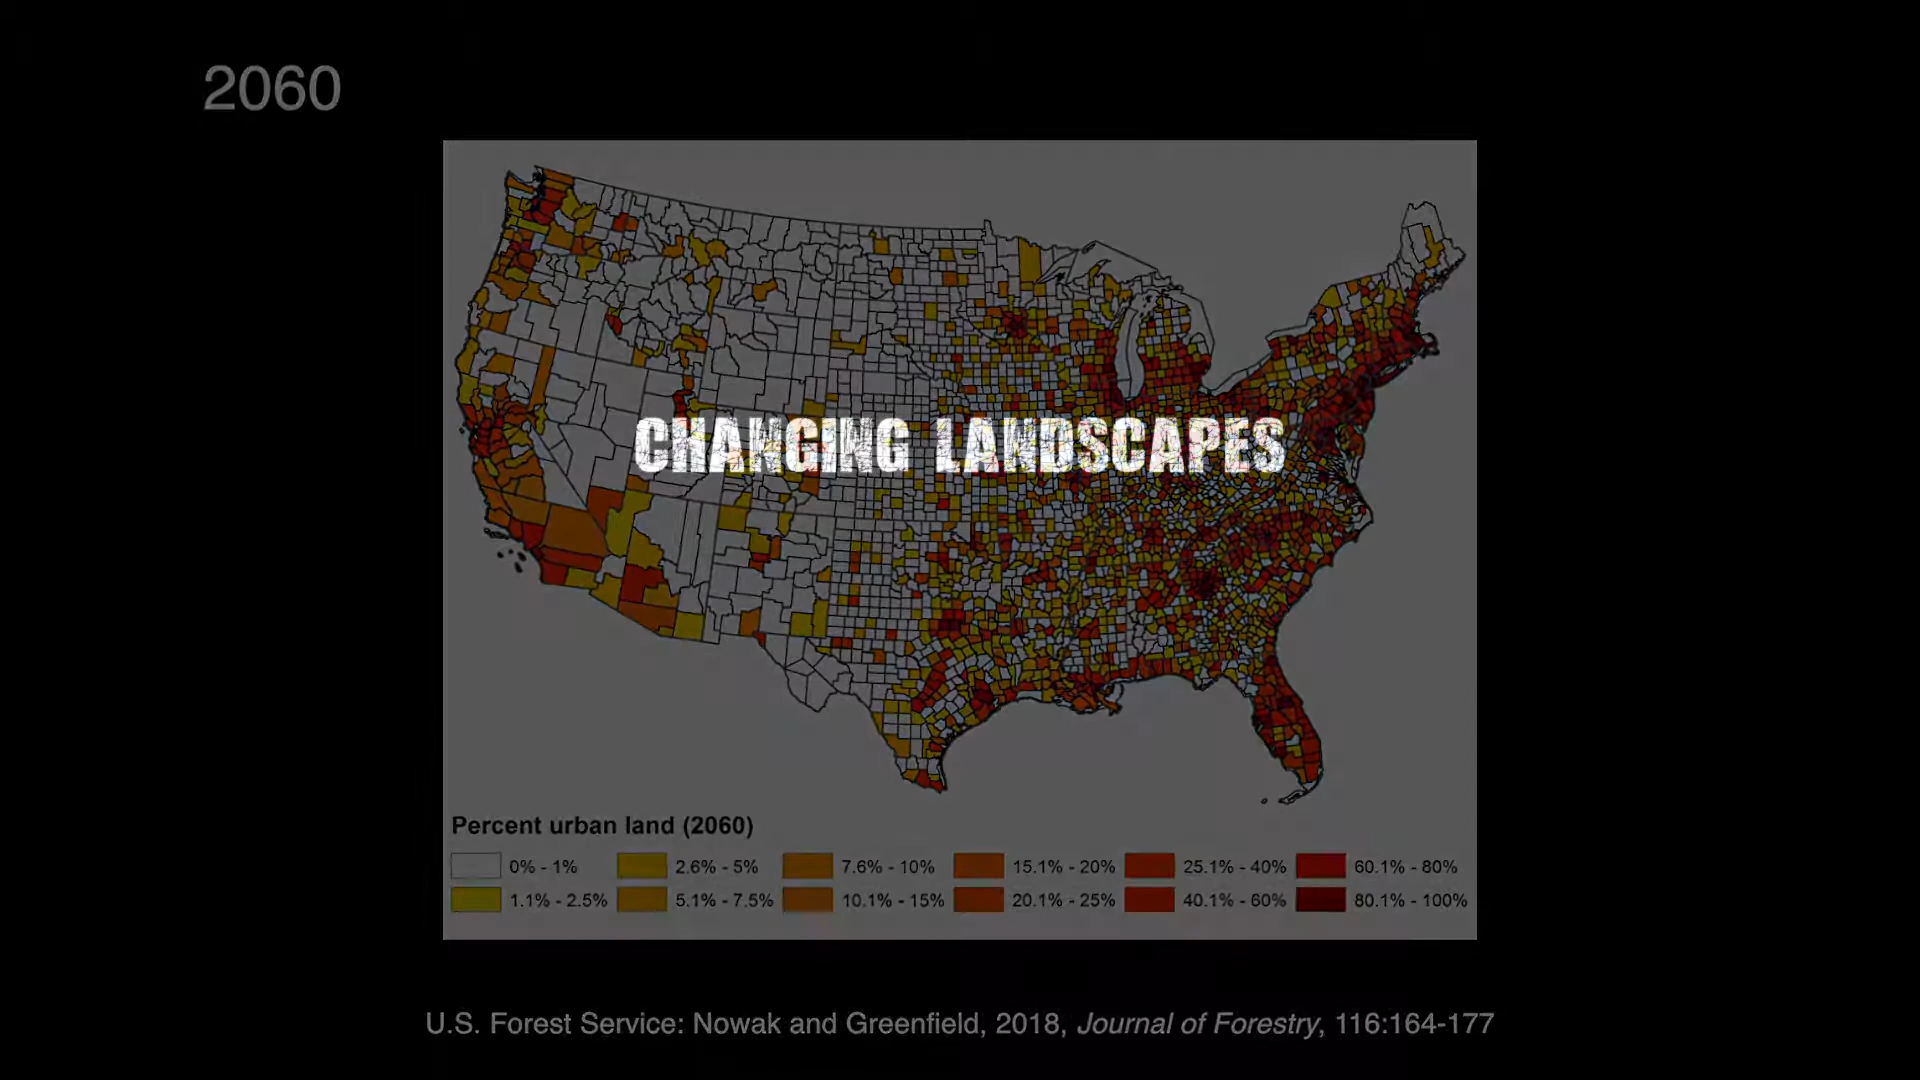 2060
CHANGING LANDSCAPES
Percent urban land (2060)
0% - 1%
2.6% - 5%
7.6% - 10%
15.1% - 20%
25.1% - 40%
60.1% - 80%
1.1% - 2.5%
5.1% - 7.5%
10.1% - 15%
20.1% - 25%
40.1% - 60%
80.1% - 100%
U.S. Forest Service: Nowak and Greenfield, 2018, Journal of Forestry, 116:164-177